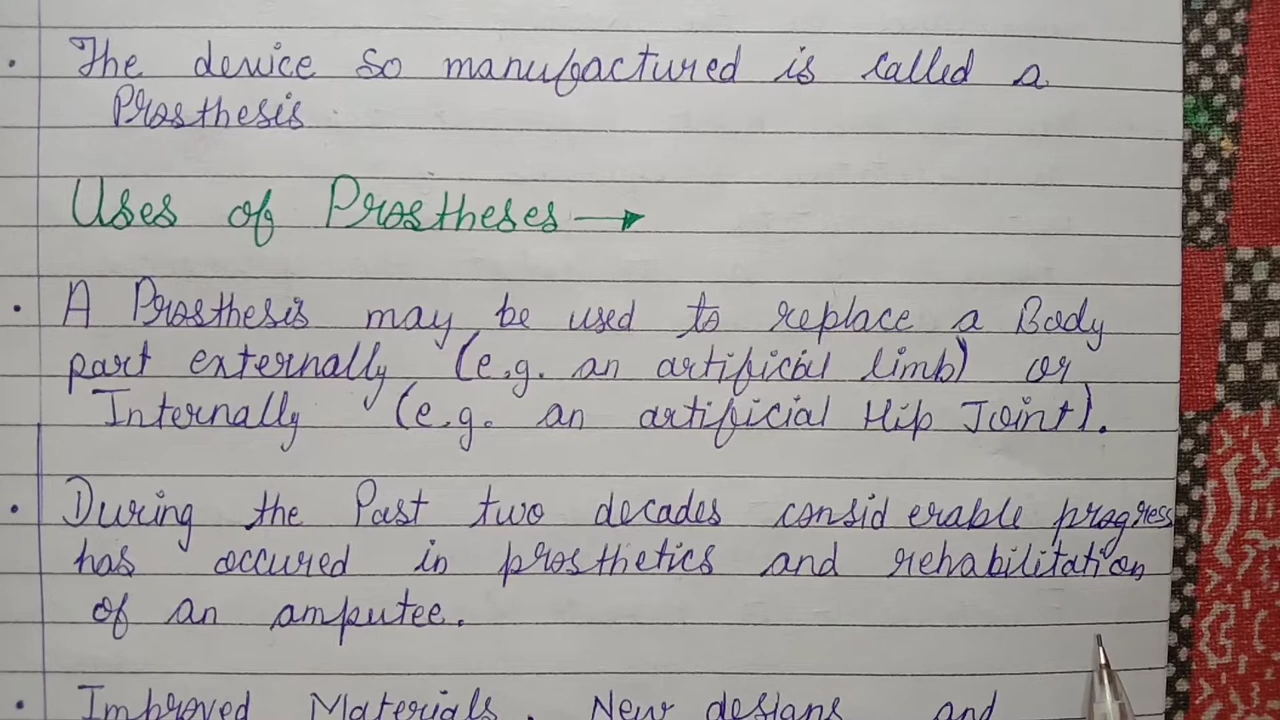 · The device so manufactured is called a
Prosthesis
Uses of Prostheses →
· A Prosthesis may be used to replace a Body
part externally (e.g. an artificial limb) or
Internally (e.g. an artificial Hip Joint).
· During the Past two decades considerable progress
has occured in prosthetics and rehabilitation
of an amputee.
· Improved Materials, New designs and